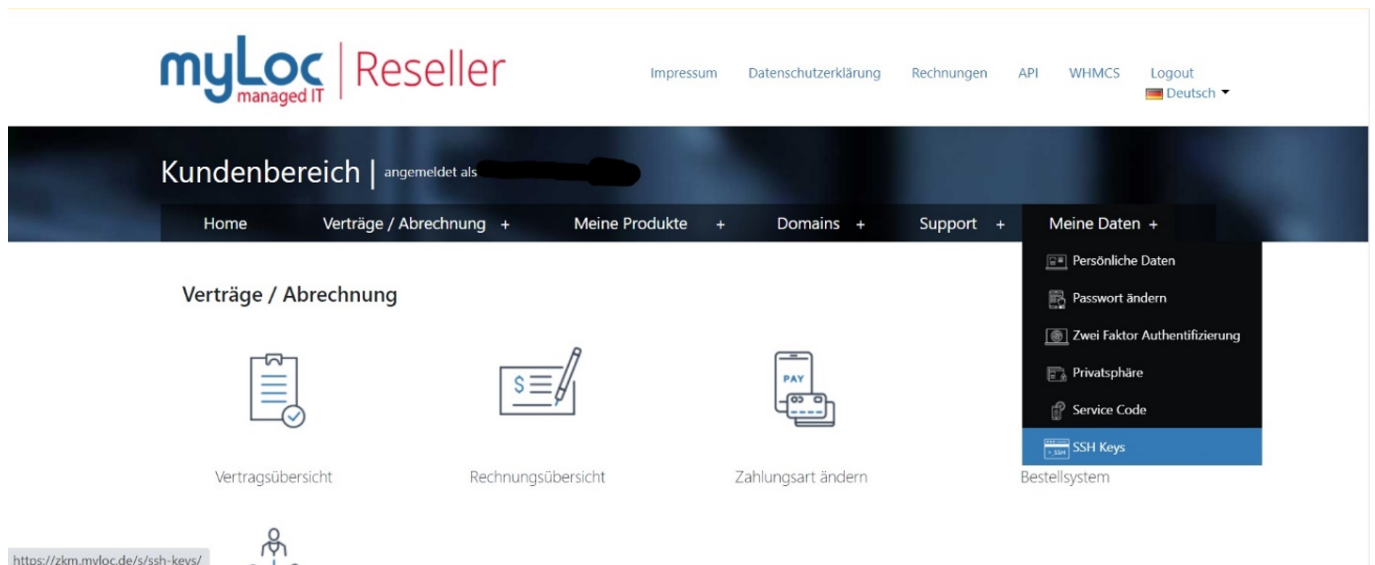 myLoc managed IT | Reseller
Impressum Datenschutzerklärung Rechnungen API WHMCS Logout
Deutsch
Kundenbereich | angemeldet als
Home Verträge / Abrechnung + Meine Produkte + Domains + Support + Meine Daten +
Persönliche Daten
Passwort ändern
Zwei Faktor Authentifizierung
Privatsphäre
Service Code
>_SSH SSH Keys
Verträge / Abrechnung
$
PAY
Vertragsübersicht Rechnungsübersicht Zahlungsart ändern Bestellsystem
https://zkm.myloc.de/s/ssh-keys/